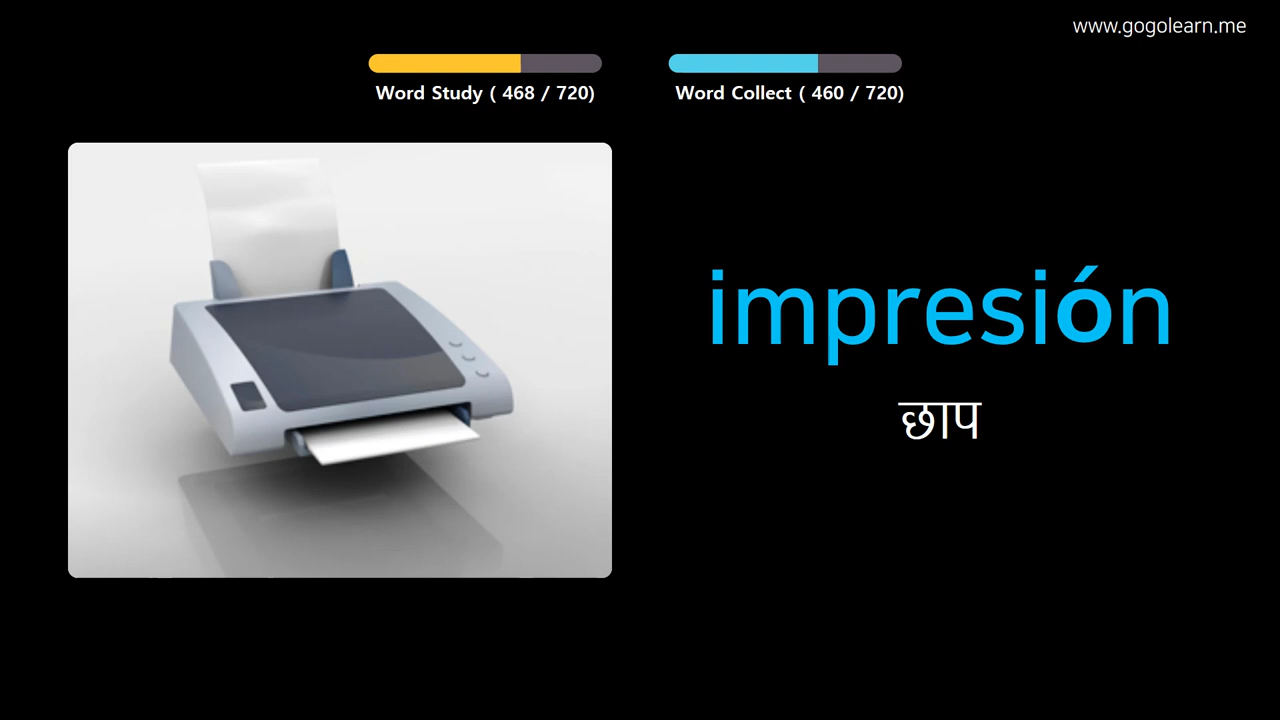 www.gogolearn.me
Word Study ( 468 / 720)
Word Collect ( 460 / 720)
impresión
छाप